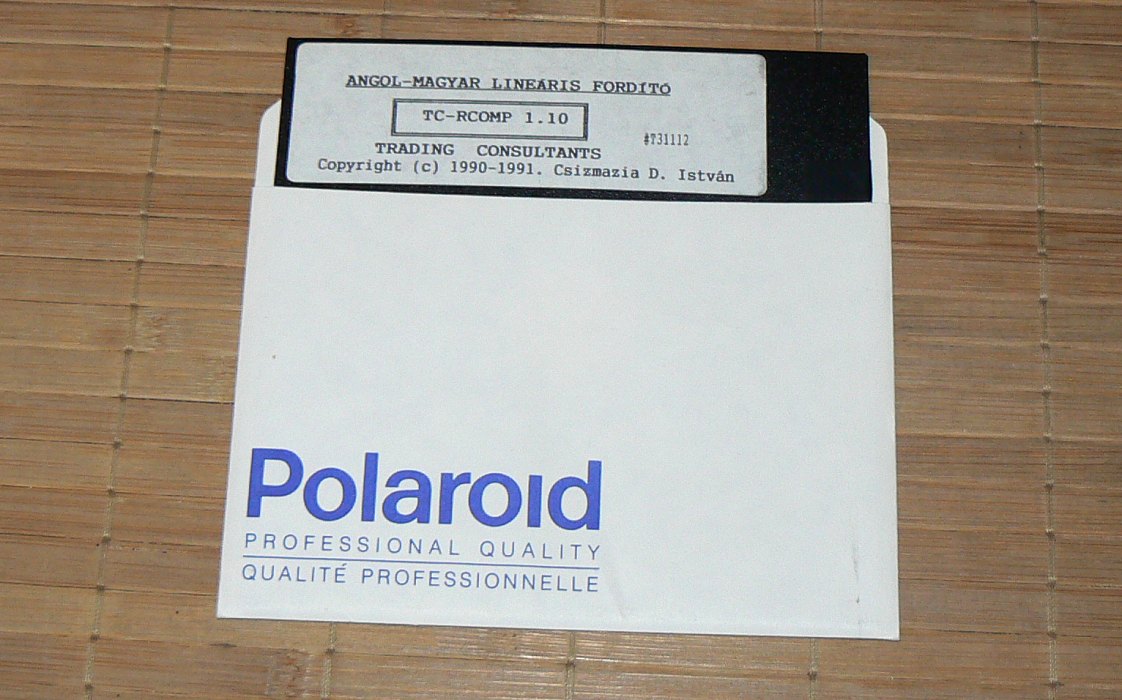 ANGOL-MAGYAR LINEÁRIS FORDÍTÓ
TC-RCOMP 1.10
#T31112
TRADING CONSULTANTS
Copyright (c) 1990-1991. Csizmazia D. István
Polaroid
PROFESSIONAL QUALITY
QUALITÉ PROFESSIONNELLE